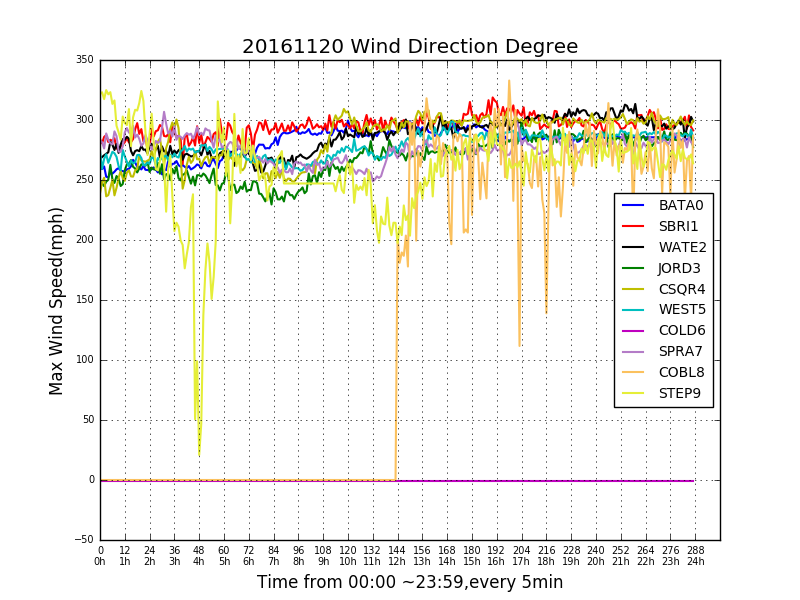 20161120 Wind Direction Degree
350
300
250
200
150
100
50
0
−50
Max Wind Speed(mph)
BATA0
SBRI1
WATE2
JORD3
CSQR4
WEST5
COLD6
SPRA7
COBL8
STEP9
0 12 24 36 48 60 72 84 96 108 120 132 144 156 168 180 192 204 216 228 240 252 264 276 288
0h 1h 2h 3h 4h 5h 6h 7h 8h 9h 10h 11h 12h 13h 14h 15h 16h 17h 18h 19h 20h 21h 22h 23h 24h
Time from 00:00 ~23:59,every 5min